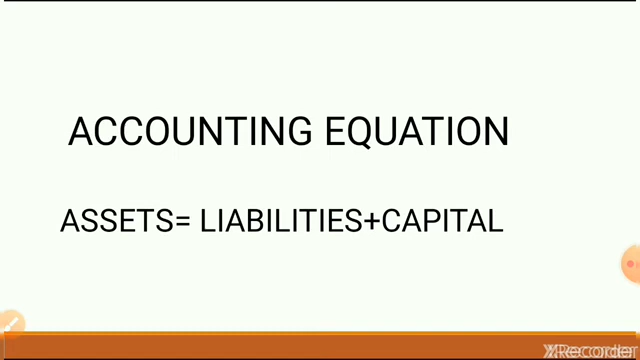 ACCOUNTING EQUATION
ASSETS= LIABILITIES+CAPITAL
XRecorder